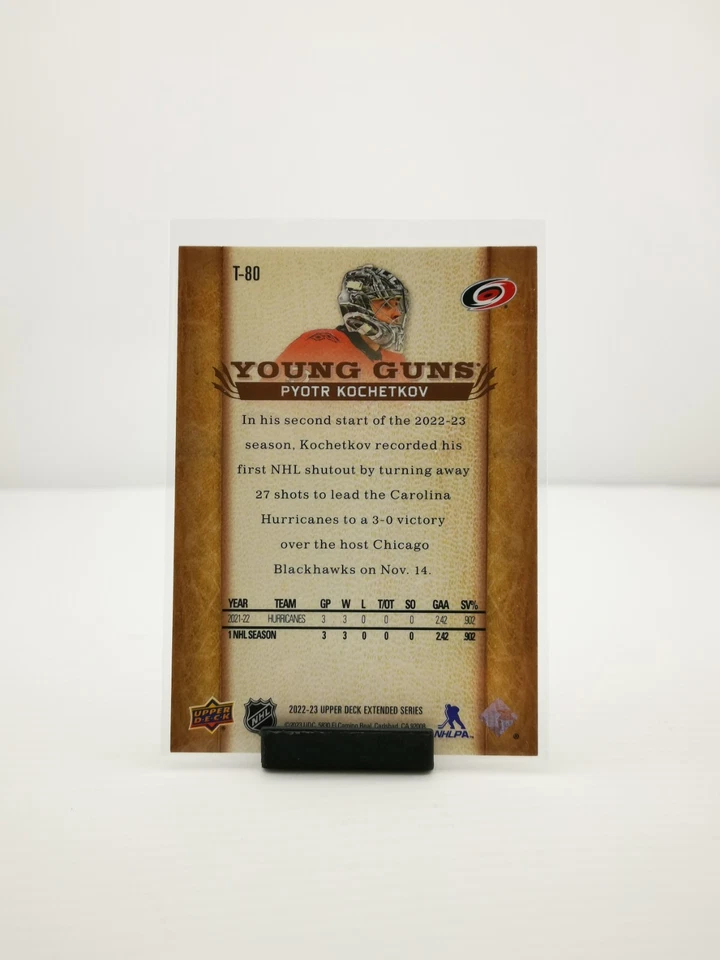 T-80
YOUNG GUNS
PYOTR KOCHETKOV
In his second start of the 2022-23
season, Kochetkov recorded his
first NHL shutout by turning away
27 shots to lead the Carolina
Hurricanes to a 3-0 victory
over the host Chicago
Blackhawks on Nov. 14.
YEAR TEAM GP W L T/OT SO GAA SV%
2021-22 HURRICANES 3 3 0 0 0 2.42 .902
1 NHL SEASON 3 3 0 0 0 2.42 .902
UPPER DECK
NHL
2022-23 UPPER DECK EXTENDED SERIES
NHLPA